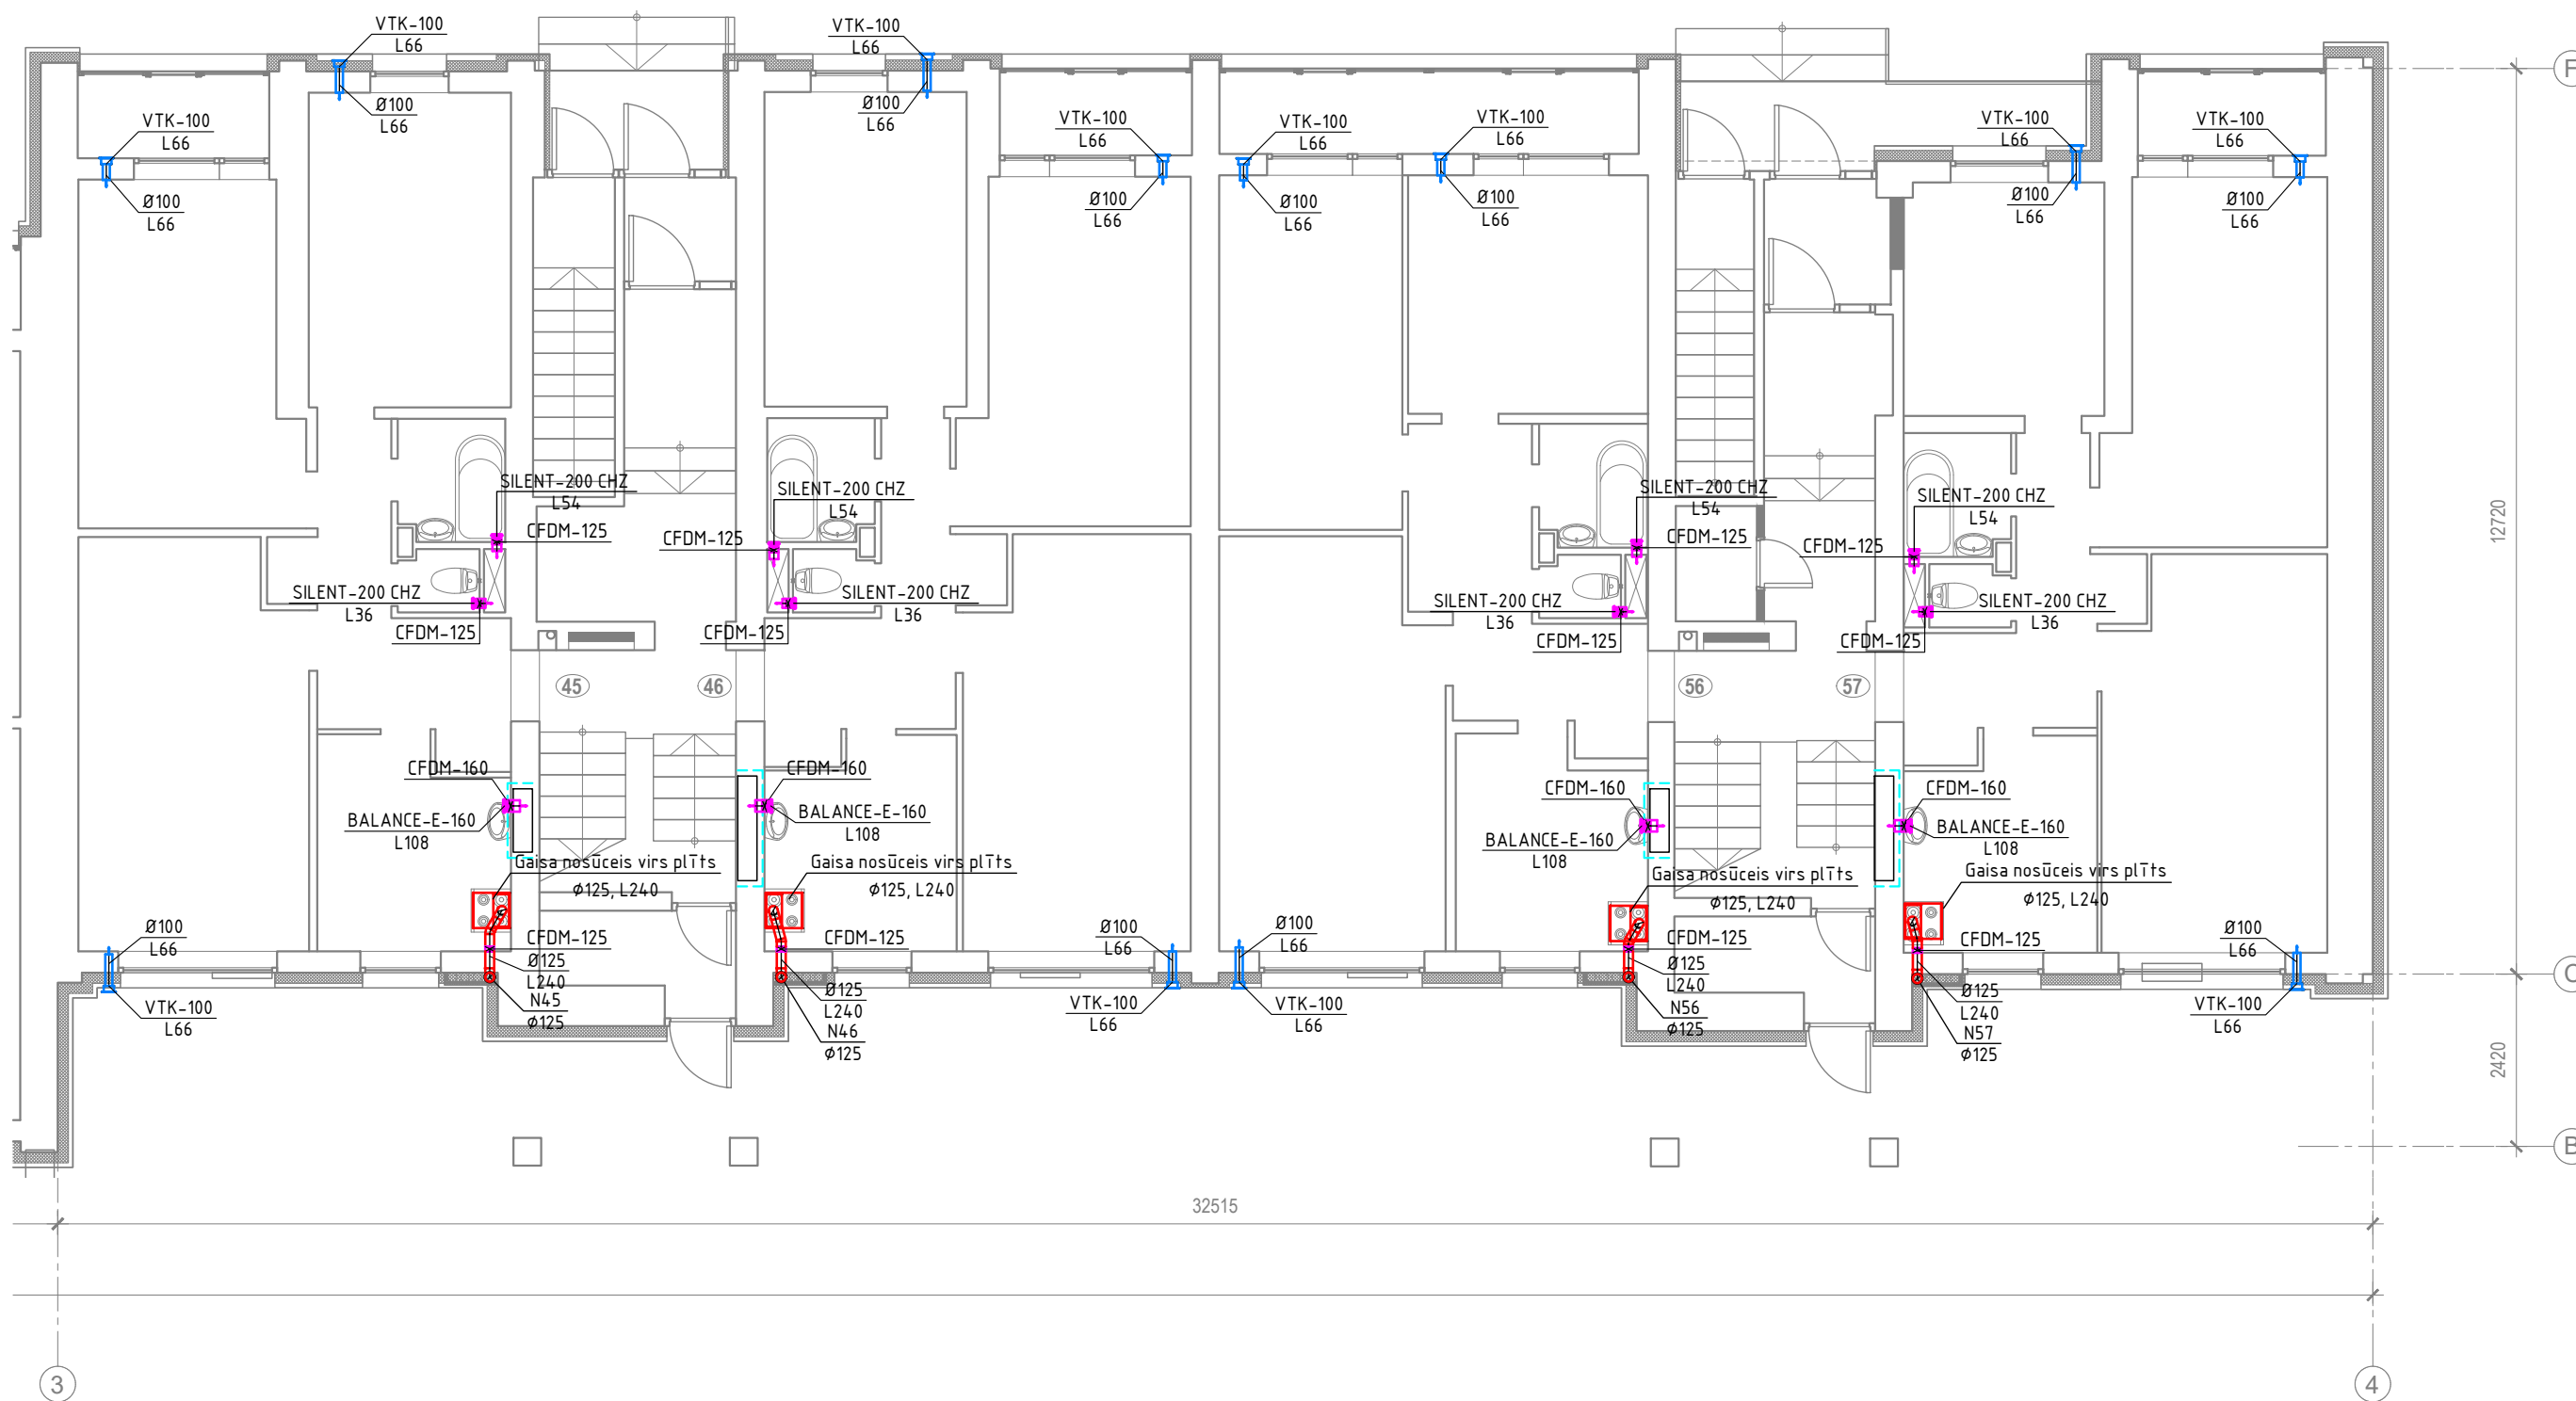 VTK-100
L66
VTK-100
L66
F
Ø100
L66
Ø100
L66
VTK-100
L66
VTK-100
L66
VTK-100
L66
VTK-100
L66
VTK-100
L66
VTK-100
L66
Ø100
L66
Ø100
L66
Ø100
L66
Ø100
L66
Ø100
L66
Ø100
L66
SILENT-200 CHZ
L54
SILENT-200 CHZ
L54
SILENT-200 CHZ
L54
SILENT-200 CHZ
L54
CFDM-125
CFDM-125
CFDM-125
CFDM-125
12720
SILENT-200 CHZ
L36
SILENT-200 CHZ
L36
SILENT-200 CHZ
L36
SILENT-200 CHZ
L36
CFDM-125
CFDM-125
CFDM-125
CFDM-125
45
46
56
57
CFDM-160
CFDM-160
CFDM-160
CFDM-160
BALANCE-E-160
L108
BALANCE-E-160
L108
BALANCE-E-160
L108
BALANCE-E-160
L108
Gaisa nosūceis virs plīts
ϕ125, L240
Gaisa nosūceis virs plīts
ϕ125, L240
Gaisa nosūceis virs plīts
ϕ125, L240
Gaisa nosūceis virs plīts
ϕ125, L240
Ø100
L66
CFDM-125
Ø125
L240
N45
ϕ125
CFDM-125
Ø125
L240
N46
ϕ125
Ø100
L66
Ø100
L66
CFDM-125
Ø125
L240
N56
ϕ125
CFDM-125
Ø125
L240
N57
ϕ125
Ø100
L66
C
VTK-100
L66
VTK-100
L66
VTK-100
L66
VTK-100
L66
2420
B
32515
3
4